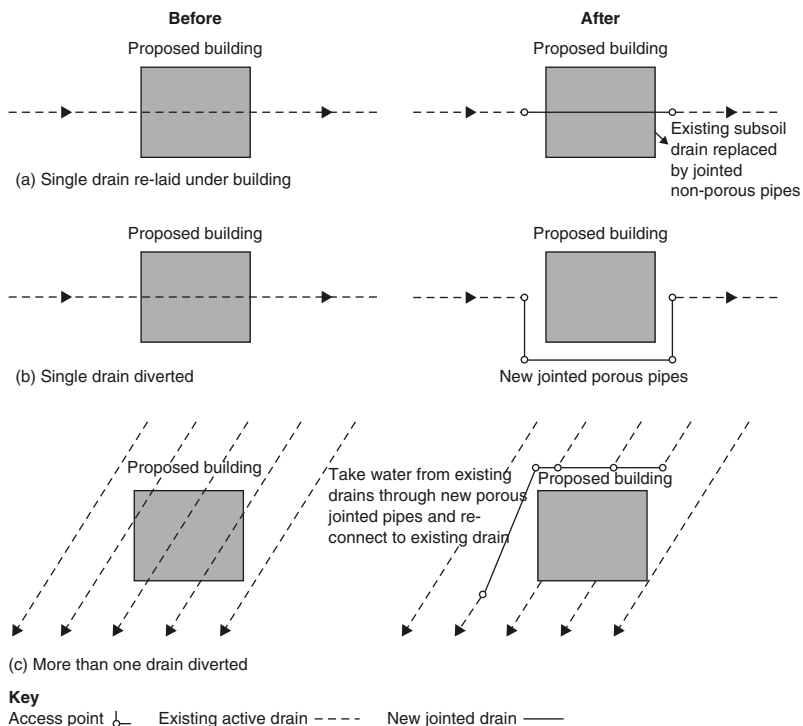 Before
After
Proposed building
Proposed building
Existing subsoil
drain replaced
by jointed
non-porous pipes
(a) Single drain re-laid under building
Proposed building
Proposed building
(b) Single drain diverted
New jointed porous pipes
Proposed building
Take water from existing
drains through new porous
jointed pipes and re-
connect to existing drain
Proposed building
(c) More than one drain diverted
Key
Access point
Existing active drain
New jointed drain